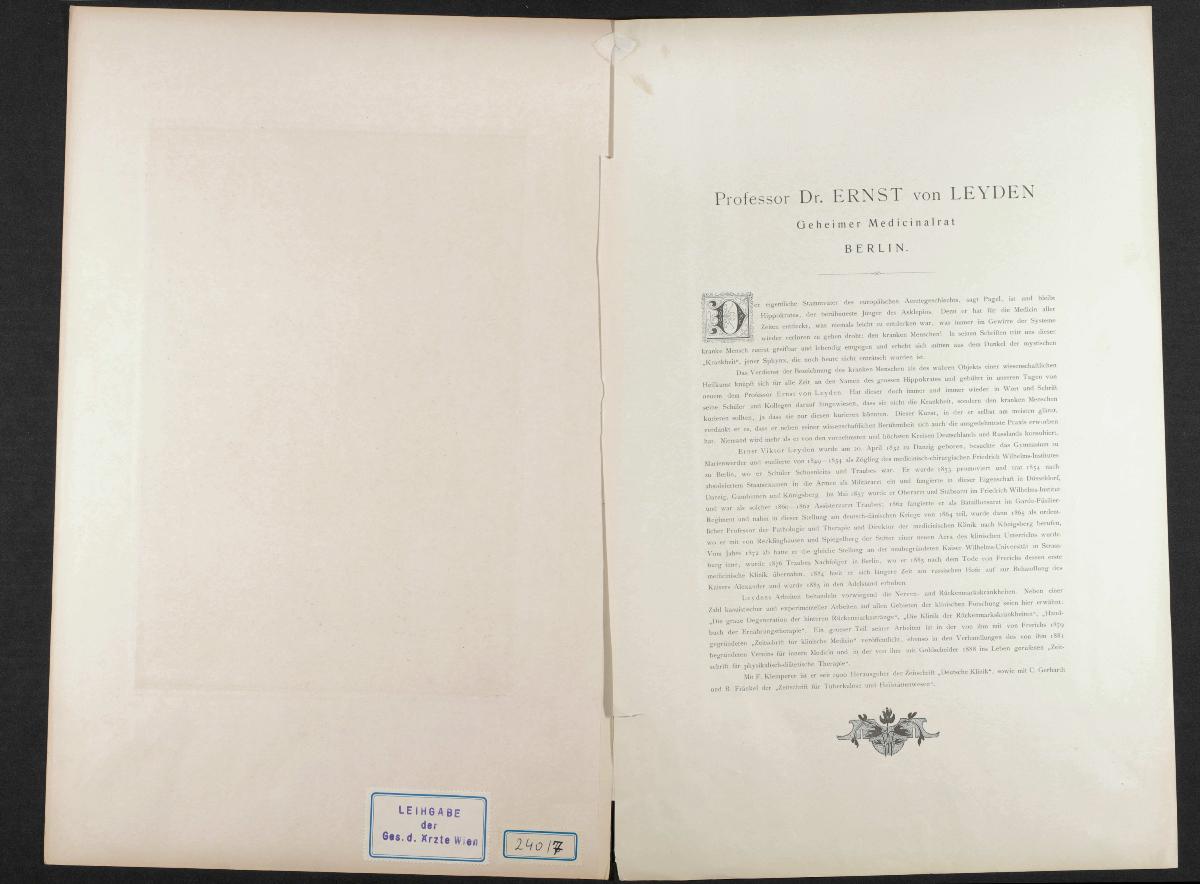 LEIHGABE
der
Ges. d. Ärzte Wien
24017
Professor Dr. ERNST von LEYDEN
Geheimer Medicinalrat
BERLIN.
Der eigentliche Stammvater des europäischen Aerztegeschlechts, sagt Pagel, ist und bleibt
Hippokrates, der berühmteste Jünger des Asklepios. Denn er hat für die Medizin aller
Zeiten entdeckt, was niemals leicht zu entdecken war, was immer im Gewirre der Systeme
wieder verloren zu gehen droht: den kranken Menschen! In seinen Schriften tritt uns dieser
kranke Mensch zuerst greifbar und lebendig entgegen und erhebt sich mitten aus dem Dunkel der mystischen
„Krankheit“, jener Sphynx, die noch heute nicht enträtselt worden ist.
Das Verdienst der Bezeichnung des kranken Menschen als des wahren Objekts einer wissenschaftlichen
Heilkunst knüpft sich für alle Zeit an den Namen des grossen Hippokrates und gebührt in unseren Tagen von
neuem dem Professor Ernst von Leyden. Hat dieser doch immer und immer wieder in Wort und Schrift
seine Schüler und Kollegen darauf hingewiesen, dass sie nicht die Krankheit, sondern den kranken Menschen
kurieren sollten, ja dass sie nur diesen kurieren könnten. Dieser Kunst, in der er selbst am meisten glänzt,
verdankt er es, dass er neben seiner wissenschaftlichen Berühmtheit sich auch die ausgedehnteste Praxis erworben
hat. Niemand wird mehr als er von den vornehmsten und höchsten Kreisen Deutschlands und Russlands konsultiert.
Ernst Viktor Leyden wurde am 20. April 1832 zu Danzig geboren, besuchte das Gymnasium zu
Marienwerder und studierte von 1849—1854 als Zögling des medicinisch-chirurgischen Friedrich Wilhelms-Institutes
zu Berlin, wo er Schüler Schoenleins und Traubes war. Er wurde 1853 promoviert und trat 1854 nach
absolviertem Staatsexamen in die Armee als Militärarzt ein und fungierte in dieser Eigenschaft in Düsseldorf,
Danzig, Gumbinnen und Königsberg. Im Mai 1857 wurde er Oberarzt und Stabsarzt im Friedrich Wilhelms-Institut
und war als solcher 1860—1862 Assistenzarzt Traubes; 1862 fungierte er als Bataillonsarzt im Garde-Füsilier-
Regiment und nahm in dieser Stellung am deutsch-dänischen Kriege von 1864 teil, wurde dann 1865 als ordent-
licher Professor der Pathologie und Therapie und Direktor der medicinischen Klinik nach Königsberg berufen,
wo er mit von Recklinghausen und Spiegelberg der Stifter einer neuen Aera des klinischen Unterrichts wurde.
Vom Jahre 1872 ab hatte er die gleiche Stellung an der neubegründeten Kaiser Wilhelms-Universität in Strass-
burg inne, wurde 1876 Traubes Nachfolger in Berlin, wo er 1885 nach dem Tode von Frerichs dessen erste
medicinische Klinik übernahm. 1884 hielt er sich längere Zeit am russischen Hofe auf zur Behandlung des
Kaisers Alexander und wurde 1885 in den Adelstand erhoben.
Leydens Arbeiten behandeln vorwiegend die Nerven- und Rückenmarkskrankheiten. Neben einer
Zahl kasuistischer und experimenteller Arbeiten auf allen Gebieten der klinischen Forschung seien hier erwähnt:
„Die graue Degeneration der hinteren Rückenmarksstränge“, „Die Klinik der Rückenmarkskrankheiten“, „Hand-
buch der Ernährungstherapie“. Ein grosser Teil seiner Arbeiten ist in der von ihm mit von Frerichs 1879
gegründeten „Zeitschrift für klinische Medizin“ veröffentlicht, ebenso in den Verhandlungen des von ihm 1881
begründeten Vereins für innere Medicin und in der von ihm mit Goldscheider 1888 ins Leben gerufenen „Zeit-
schrift für physikalisch-diätetische Therapie“.
Mit F. Klemperer ist er seit 1900 Herausgeber der Zeitschrift „Deutsche Klinik“, sowie mit C. Gerhardt
und B. Fränkel der „Zeitschrift für Tuberkulose und Heilstättenwesen“.